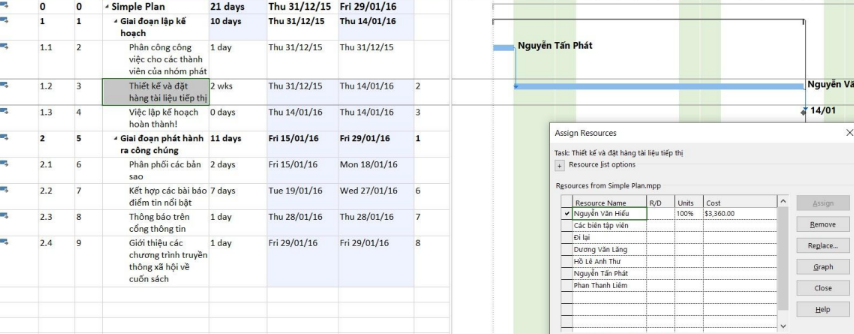 0 0 Simple Plan 21 days Thu 31/12/15 Fri 29/01/16
1 1 Giai đoạn lập kế 10 days Thu 31/12/15 Thu 14/01/16
hoạch
1.1 2 Phân công công 1 day Thu 31/12/15 Thu 31/12/15
việc cho các thành
viên của nhóm phát
1.2 3 Thiết kế và đặt 2 wks Thu 31/12/15 Thu 14/01/16 2
hàng tài liệu tiếp thị
1.3 4 Việc lập kế hoạch 0 days Thu 14/01/16 Thu 14/01/16 3
hoàn thành!
2 5 Giai đoạn phát hành 11 days Fri 15/01/16 Fri 29/01/16 1
ra công chúng
2.1 6 Phân phối các bản 2 days Fri 15/01/16 Mon 18/01/16
sao
2.2 7 Kết hợp các bài báo 7 days Tue 19/01/16 Wed 27/01/16 6
điểm tin nổi bật
2.3 8 Thông báo trên 1 day Thu 28/01/16 Thu 28/01/16 7
cổng thông tin
2.4 9 Giới thiệu các 1 day Fri 29/01/16 Fri 29/01/16 8
chương trình truyền
thông xã hội về
cuốn sách
Nguyễn Tấn Phát
Nguyễn Vă
14/01
Assign Resources
Task: Thiết kế và đặt hàng tài liệu tiếp thị
+ Resource list options
Resources from Simple Plan.mpp
Resource Name R/D Units Cost
Nguyễn Văn Hiếu 100% $3,360.00
Các biên tập viên
Đi lại
Dương Văn Lãng
Hồ Lê Anh Thư
Nguyễn Tấn Phát
Phan Thanh Liêm
Assign
Remove
Replace...
Graph
Close
Help